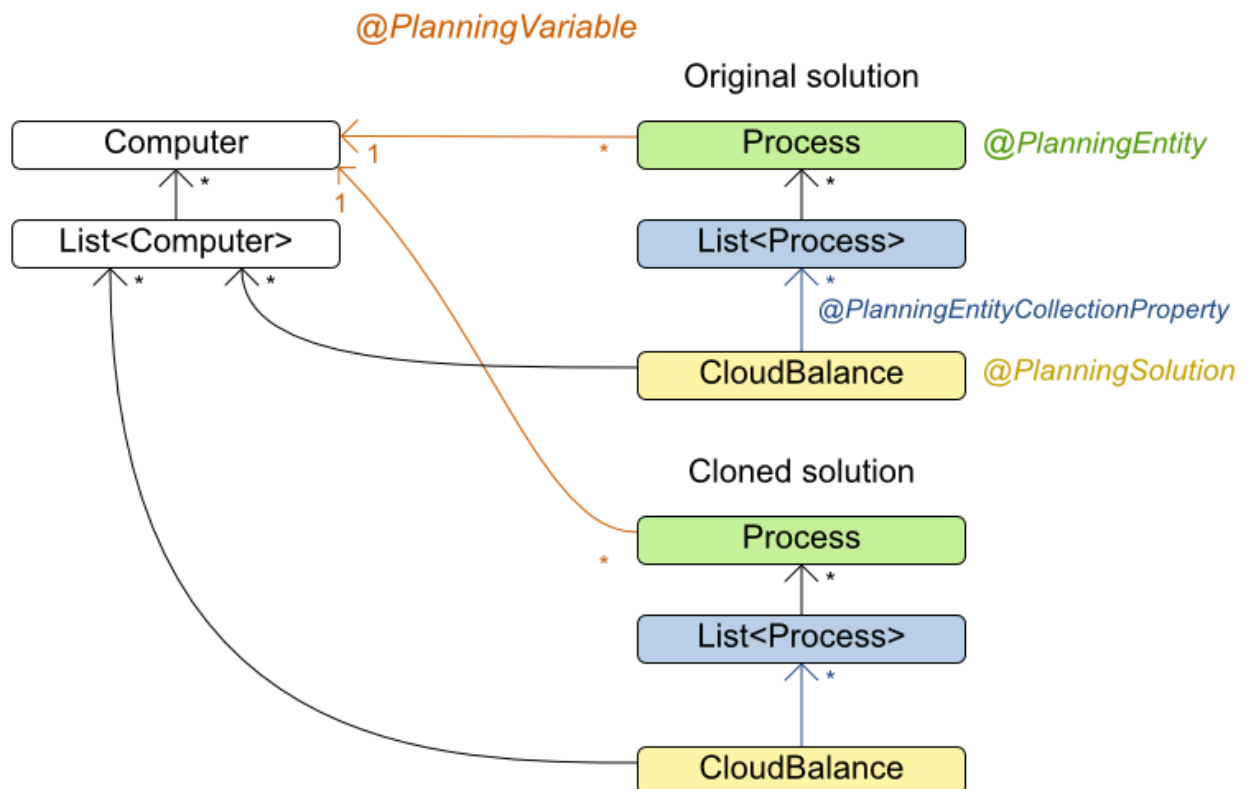 @PlanningVariable
Original solution
Computer
1
*
Process
@PlanningEntity
*
1
*
List<Computer>
List<Process>
*
*
*
@PlanningEntityCollectionProperty
CloudBalance
@PlanningSolution
Cloned solution
Process
*
*
List<Process>
*
CloudBalance